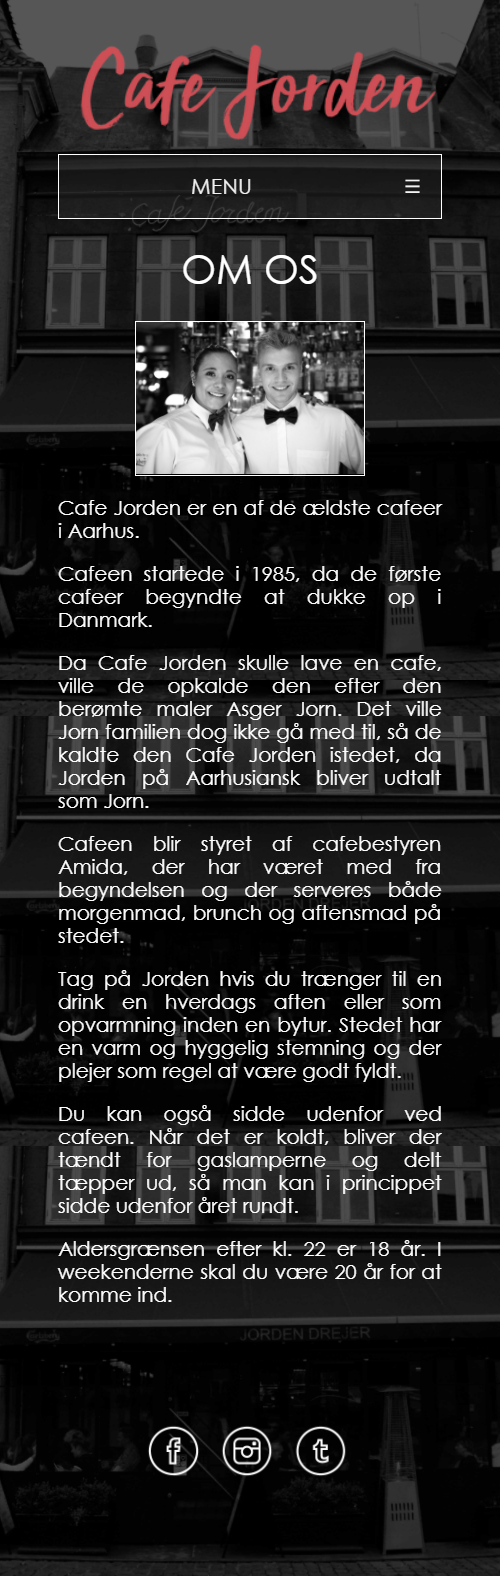 Cafe Jorden
MENU
Café Jorden
OM OS
Cafe Jorden er en af de ældste cafeer
i Aarhus.
Cafeen startede i 1985, da de første
cafeer begyndte at dukke op i
Danmark.
Da Cafe Jorden skulle lave en cafe,
ville de opkalde den efter den
berømte maler Asger Jorn. Det ville
Jorn familien dog ikke gå med til, så de
kaldte den Cafe Jorden istedet, da
Jorden på Aarhusiansk bliver udtalt
som Jorn.
Cafeen blir styret af cafebestyren
Amida, der har været med fra
begyndelsen og der serveres både
morgenmad, brunch og aftensmad på
stedet.
JORDEN DREJER
Tag på Jorden hvis du trænger til en
drink en hverdags aften eller som
opvarmning inden en bytur. Stedet har
en varm og hyggelig stemning og der
plejer som regel at være godt fyldt.
Du kan også sidde udenfor ved
cafeen. Når det er koldt, bliver der
tændt for gaslamperne og delt
tæpper ud, så man kan i princippet
sidde udenfor året rundt.
Aldersgrænsen efter kl. 22 er 18 år. I
weekenderne skal du være 20 år for at
komme ind.
JORDEN DREJER